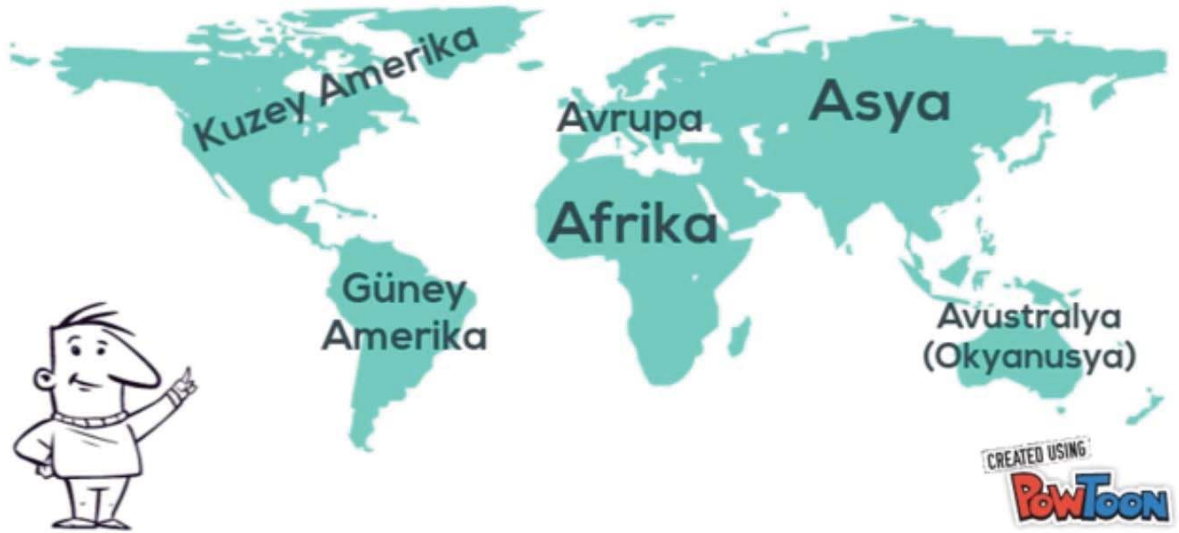 Kuzey Amerika
Avrupa
Asya
Afrika
Güney
Amerika
Avustralya
(Okyanusya)
CREATED USING
POWTOON